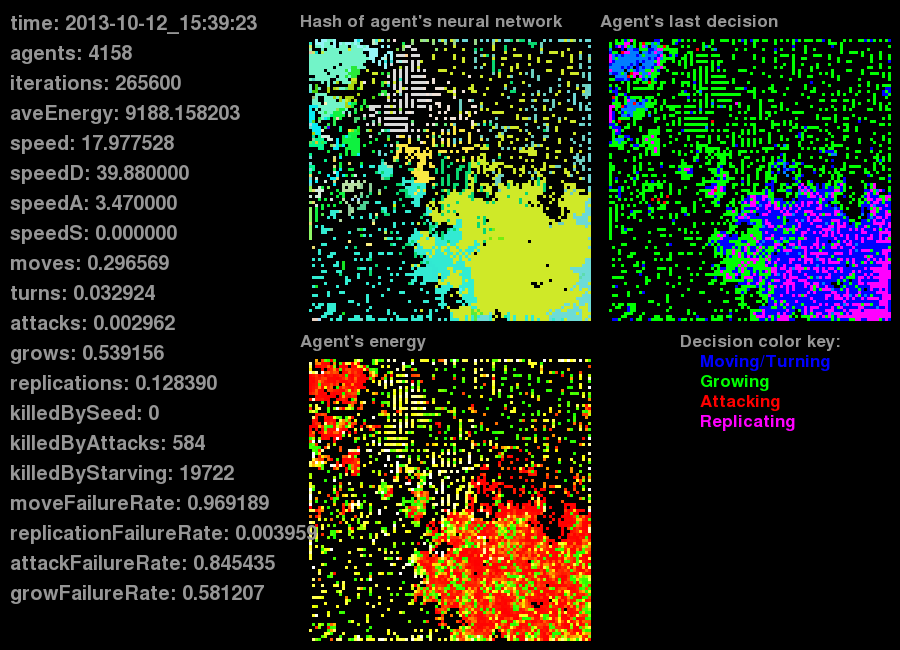 time: 2013-10-12_15:39:23
agents: 4158
iterations: 265600
aveEnergy: 9188.158203
speed: 17.977528
speedD: 39.880000
speedA: 3.470000
speedS: 0.000000
moves: 0.296569
turns: 0.032924
attacks: 0.002962
grows: 0.539156
replications: 0.128390
killedBySeed: 0
killedByAttacks: 584
killedByStarving: 19722
moveFailureRate: 0.969189
replicationFailureRate: 0.003959
attackFailureRate: 0.845435
growFailureRate: 0.581207
Hash of agent's neural network
Agent's last decision
Agent's energy
Decision color key:
Moving/Turning
Growing
Attacking
Replicating